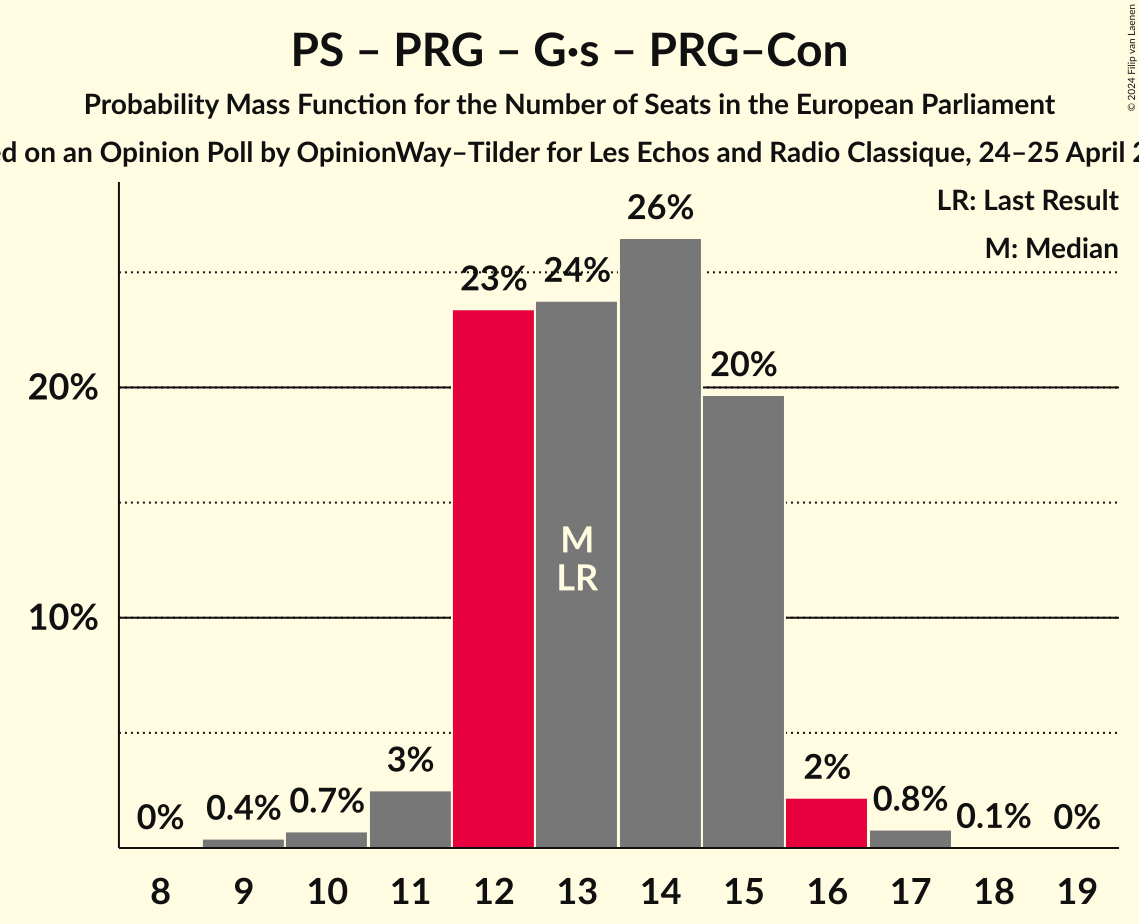 PS – PRG – G·s – PRG–Con
Probability Mass Function for the Number of Seats in the European Parliament
on an Opinion Poll by OpinionWay–Tilder for Les Echos and Radio Classique, 24–25 April
© 2024 Filip van Laenen
LR: Last Result
M: Median
26%
23%
24%
20%
20%
M
LR
10%
3%
2%
0%
0.4%
0.7%
0.8%
0.1%
0%
8 9 10 11 12 13 14 15 16 17 18 19